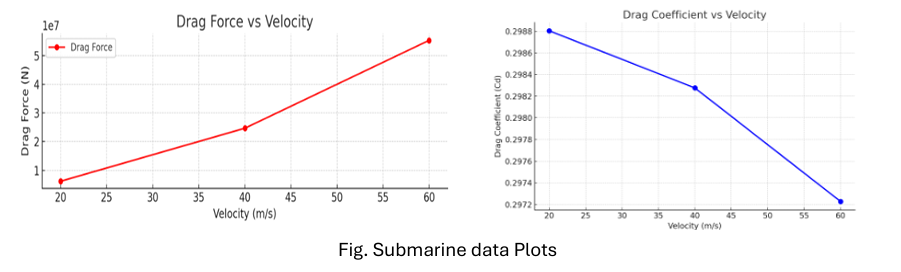 Drag Force vs Velocity
1e7
Drag Force
5
4
3
2
1
Drag Force (N)
20 25 30 35 40 45 50 55 60
Velocity (m/s)
Drag Coefficient vs Velocity
0.2988
0.2986
0.2984
0.2982
0.2980
0.2978
0.2976
0.2974
0.2972
Drag Coefficient (Cd)
20 25 30 35 40 45 50 55 60
Velocity (m/s)
Fig. Submarine data Plots